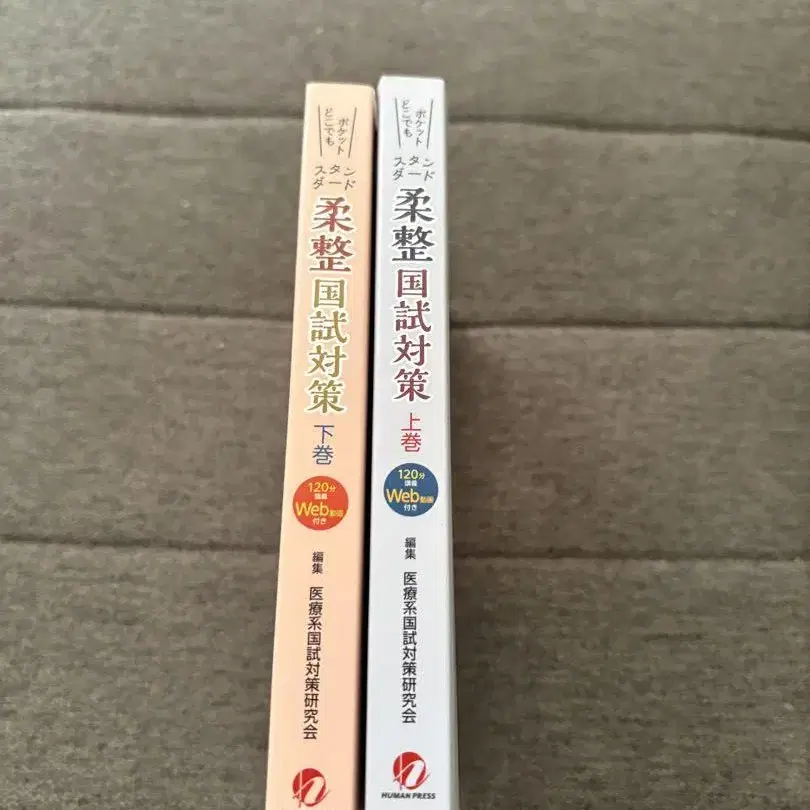 どこでも
ポケット
スタン
ダード
柔整
国試対策
下巻
120分
講義
Web動画
付き
編集 医療系国試対策研究会
どこでも
ポケット
スタン
ダード
柔整
国試対策
上巻
120分
講義
Web動画
付き
編集 医療系国試対策研究会
HUMAN PRESS